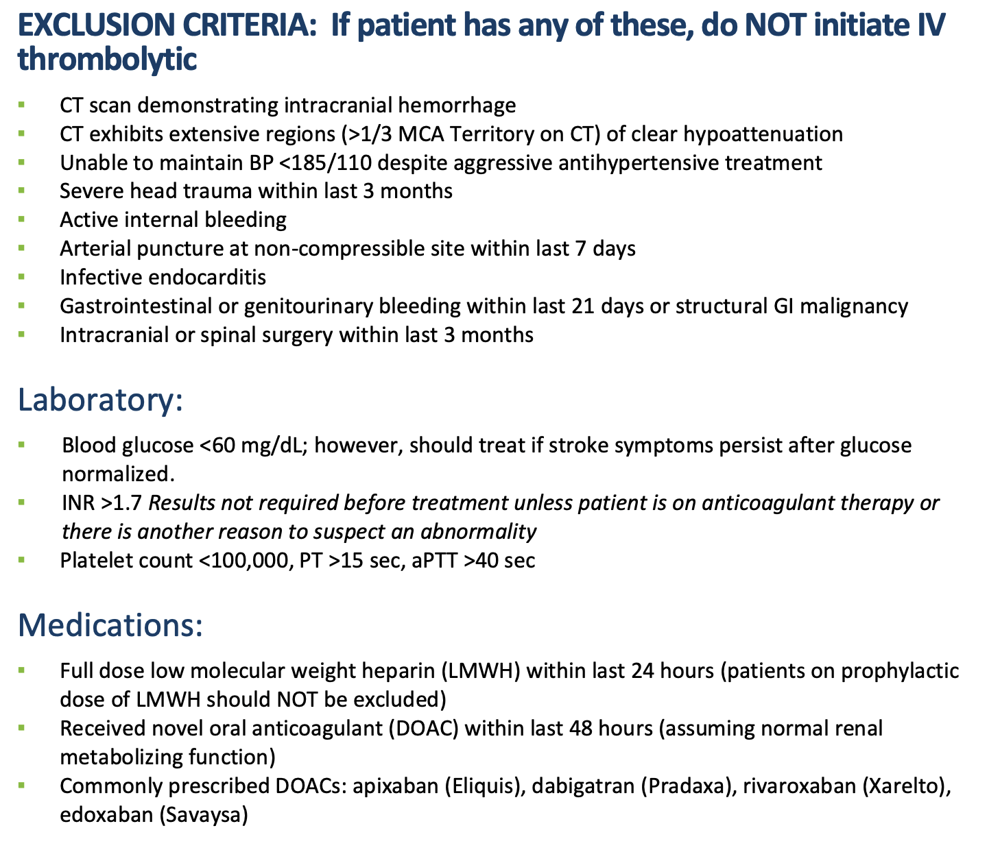 EXCLUSION CRITERIA:  If patient has any of these, do NOT initiate IV
thrombolytic
▪ CT scan demonstrating intracranial hemorrhage
▪ CT exhibits extensive regions (>1/3 MCA Territory on CT) of clear hypoattenuation
▪ Unable to maintain BP <185/110 despite aggressive antihypertensive treatment
▪ Severe head trauma within last 3 months
▪ Active internal bleeding
▪ Arterial puncture at non-compressible site within last 7 days
▪ Infective endocarditis
▪ Gastrointestinal or genitourinary bleeding within last 21 days or structural GI malignancy
▪ Intracranial or spinal surgery within last 3 months
Laboratory:
▪ Blood glucose <60 mg/dL; however, should treat if stroke symptoms persist after glucose
normalized.
▪ INR >1.7 Results not required before treatment unless patient is on anticoagulant therapy or
there is another reason to suspect an abnormality
▪ Platelet count <100,000, PT >15 sec, aPTT >40 sec
Medications:
▪ Full dose low molecular weight heparin (LMWH) within last 24 hours (patients on prophylactic
dose of LMWH should NOT be excluded)
▪ Received novel oral anticoagulant (DOAC) within last 48 hours (assuming normal renal
metabolizing function)
▪ Commonly prescribed DOACs: apixaban (Eliquis), dabigatran (Pradaxa), rivaroxaban (Xarelto),
edoxaban (Savaysa)